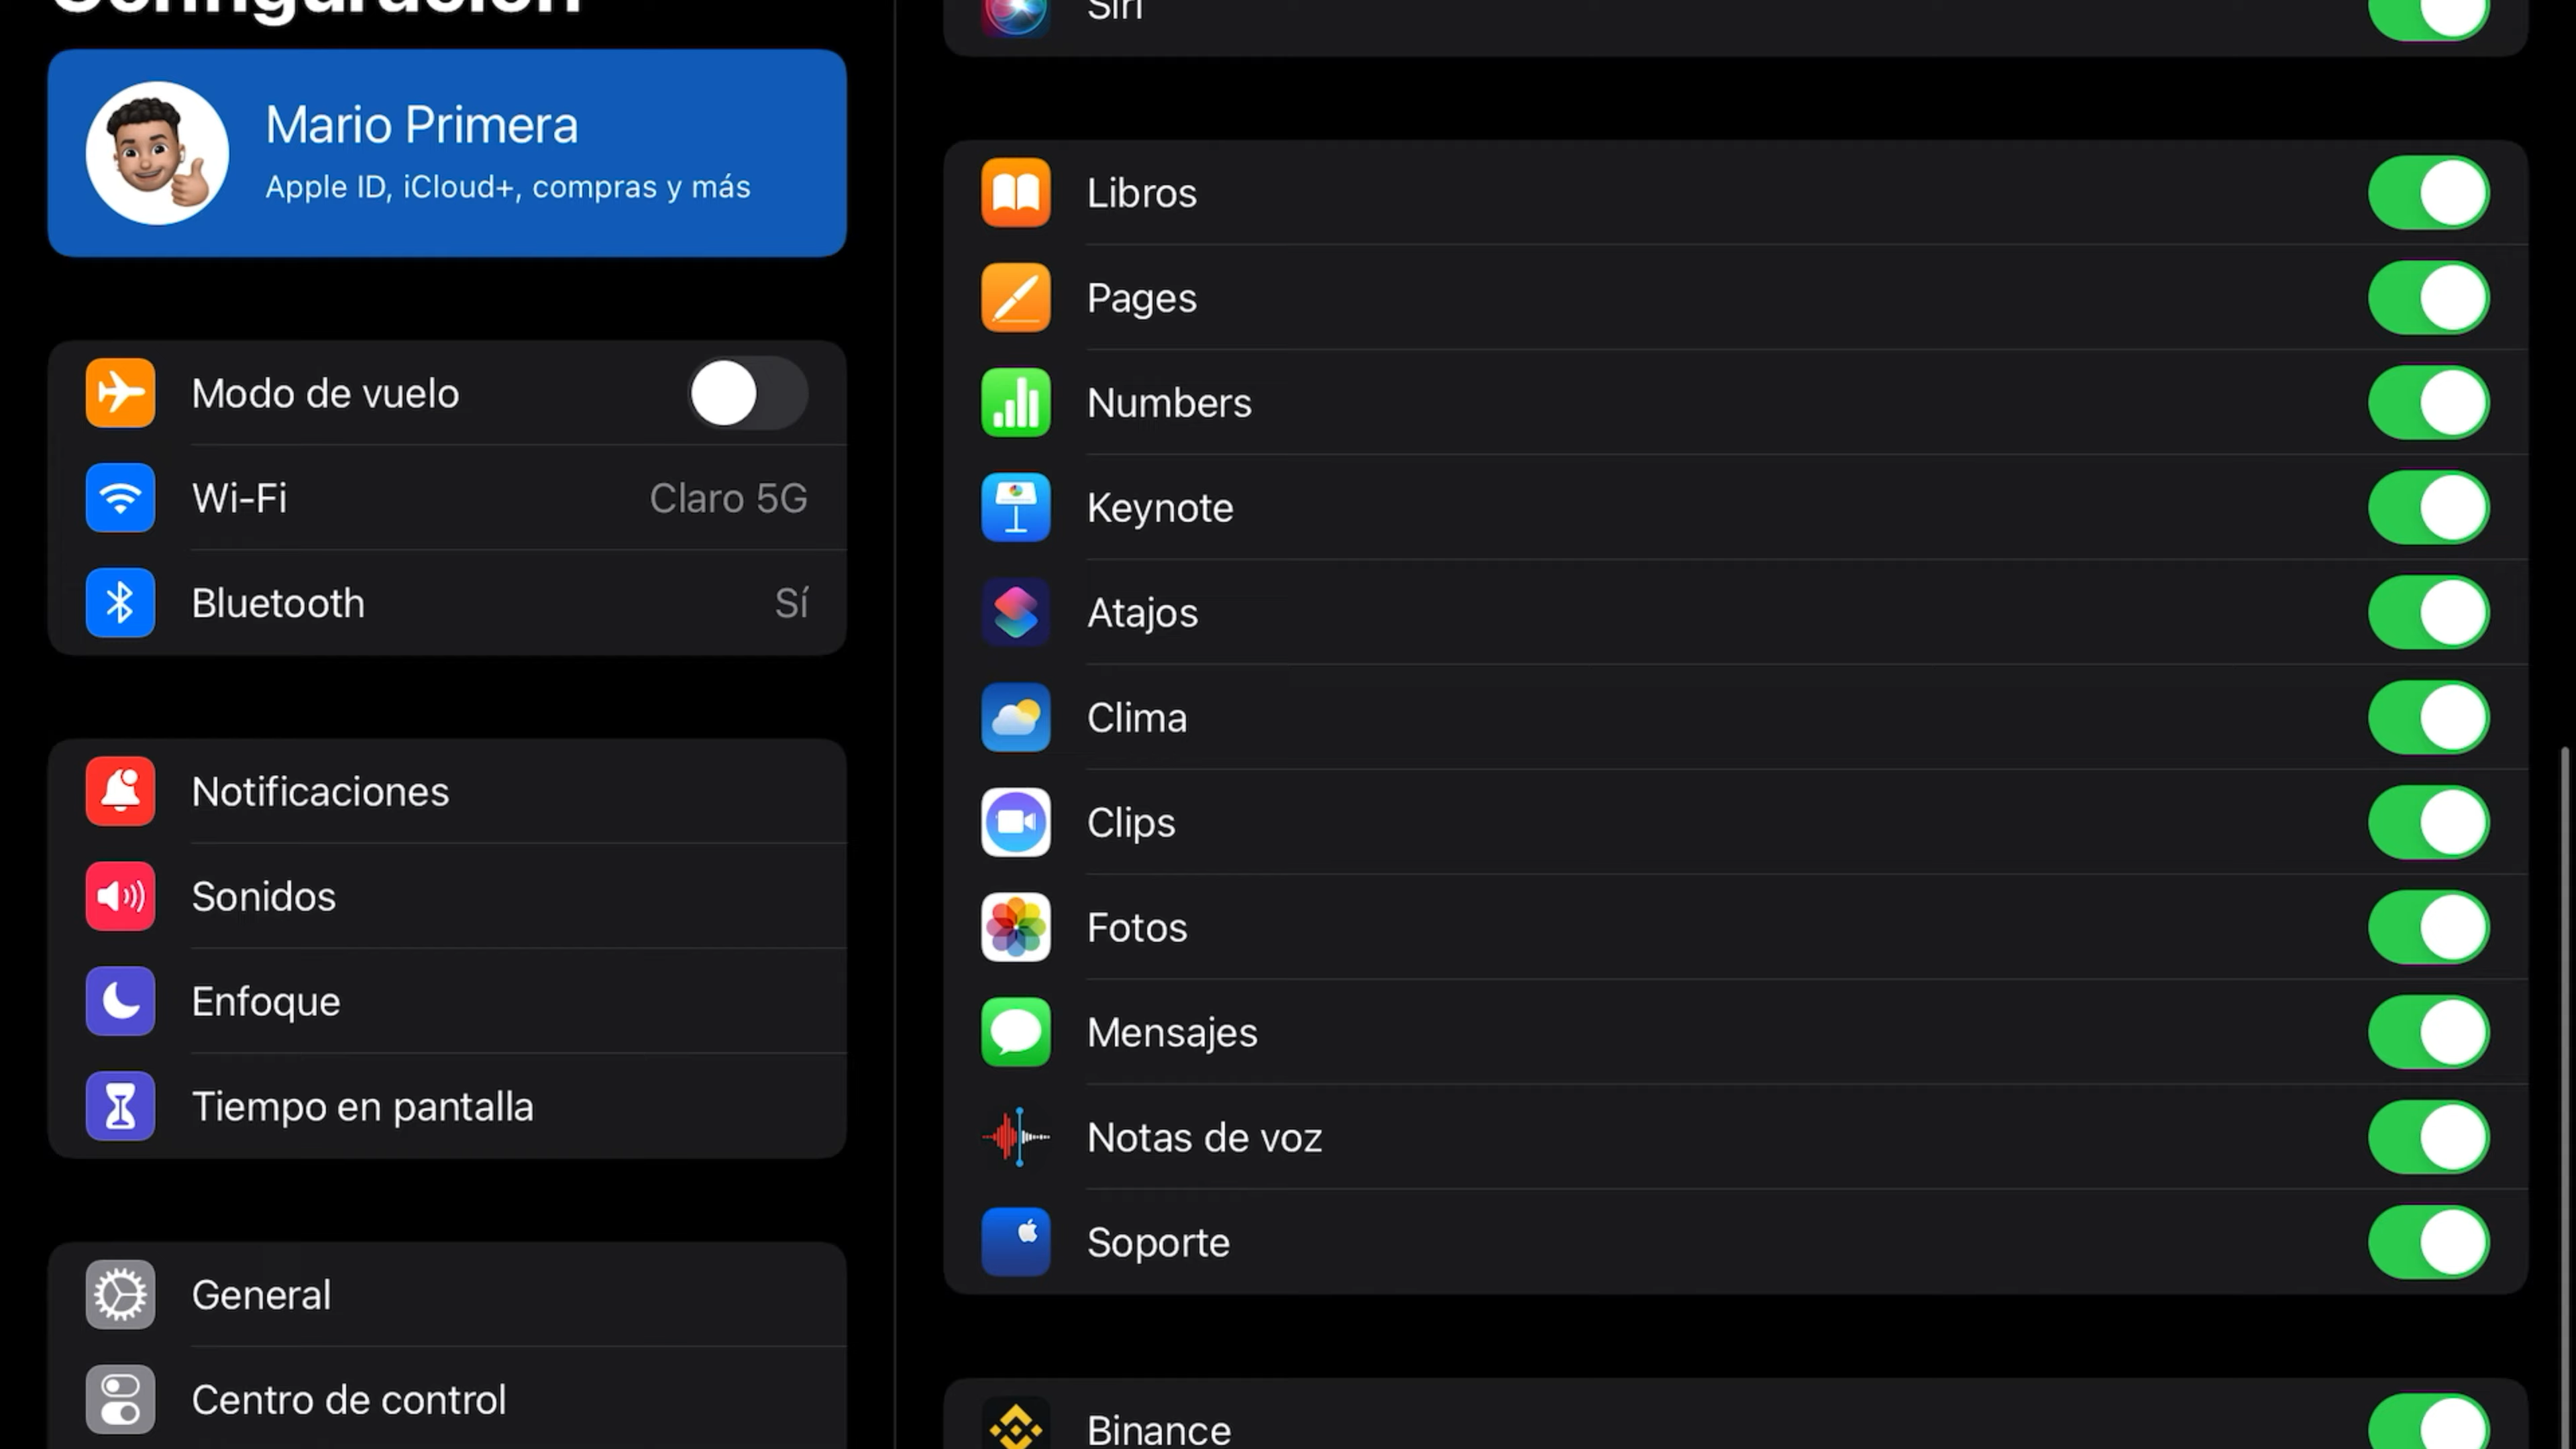 Configuración
Mario Primera
Apple ID, iCloud+, compras y más
Modo de vuelo
Wi-Fi
Claro 5G
Bluetooth
Sí
Notificaciones
Sonidos
Enfoque
Tiempo en pantalla
General
Centro de control
Siri
Libros
Pages
Numbers
Keynote
Atajos
Clima
Clips
Fotos
Mensajes
Notas de voz
Soporte
Binance